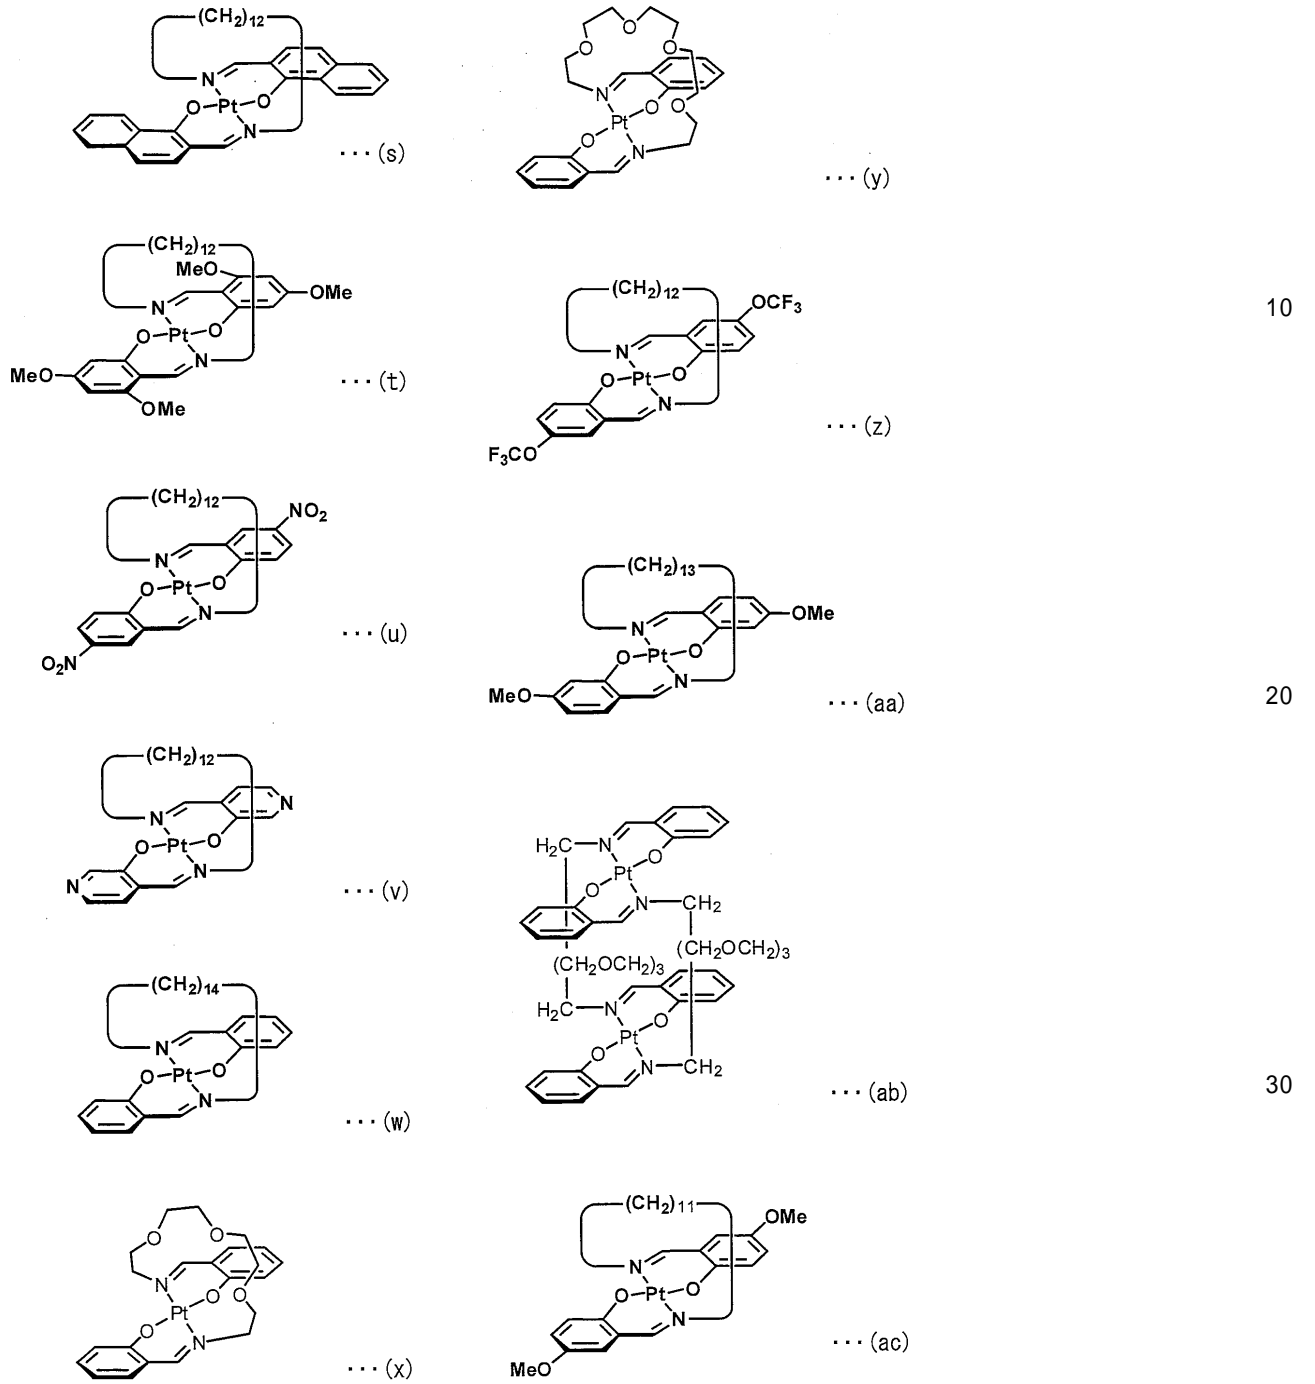 (CH₂)₁₂
N
O
Pt
O
N
···(s)
O
O
O
N
O
O
Pt
O
N
···(y)
(CH₂)₁₂
MeO
OMe
N
O
Pt
O
N
MeO
OMe
···(t)
(CH₂)₁₂
OCF₃
N
O
Pt
O
N
F₃CO
···(z)
10
(CH₂)₁₂
NO₂
N
O
Pt
O
N
O₂N
···(u)
(CH₂)₁₃
OMe
N
O
Pt
O
N
MeO
···(aa)
20
(CH₂)₁₂
N
N
O
Pt
O
N
N
···(v)
H₂C
N
O
Pt
O
N
CH₂
(CH₂OCH₂)₃
(CH₂OCH₂)₃
H₂C
N
O
Pt
O
N
CH₂
···(ab)
30
(CH₂)₁₄
N
O
Pt
O
N
···(w)
O
O
N
O
O
Pt
O
N
···(x)
(CH₂)₁₁
OMe
N
O
Pt
O
N
MeO
···(ac)